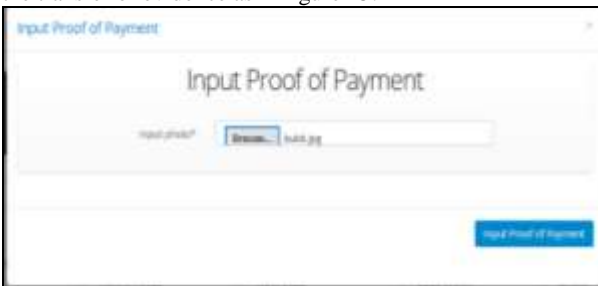 Input Proof of Payment
Input Proof of Payment
Input photo*
Browse... bukti.jpg
Input Proof of Payment